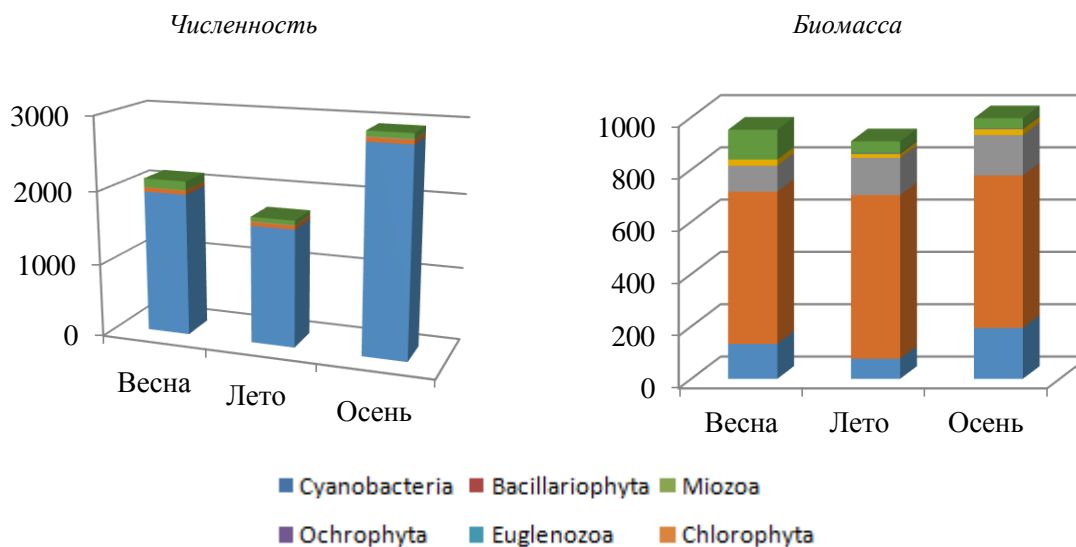 Численность
Биомасса
3000
2000
1000
0
Весна
Лето
Осень
1000
800
600
400
200
0
Весна
Лето
Осень
Cyanobacteria Bacillariophyta Miozoa
Ochrophyta Euglenozoa Chlorophyta